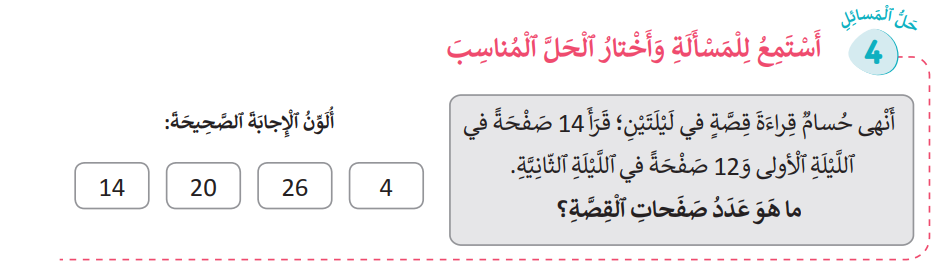 حَلُّ ٱلْمَسائِلِ
4
أَسْتَمِعُ لِلْمَسْأَلَةِ وَأَخْتارُ ٱلْحَلَّ ٱلْمُناسِبَ
أَنْهى حُسامٌ قِراءَةَ قِصَّةٍ في لَيْلَتَيْنِ؛ قَرَأَ 14 صَفْحَةً في
ٱللَّيْلَةِ ٱلْأولى وَ12 صَفْحَةً في ٱللَّيْلَةِ ٱلثّانِيَّةِ.
ما هَوَ عَدَدُ صَفَحاتِ ٱلْقِصَّةِ؟
أُلَوِّنُ ٱلْإِجابَةَ ٱلصَّحِيحَةَ:
4
26
20
14